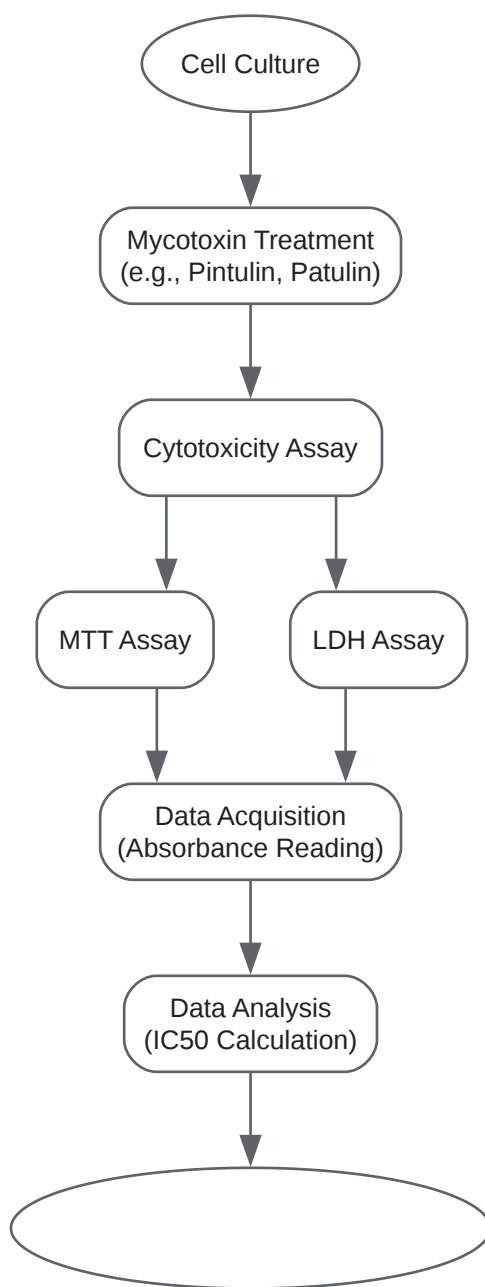 Cell Culture
Mycotoxin Treatment
(e.g., Pintulin, Patulin)
Cytotoxicity Assay
MTT Assay
LDH Assay
Data Acquisition
(Absorbance Reading)
Data Analysis
(IC50 Calculation)